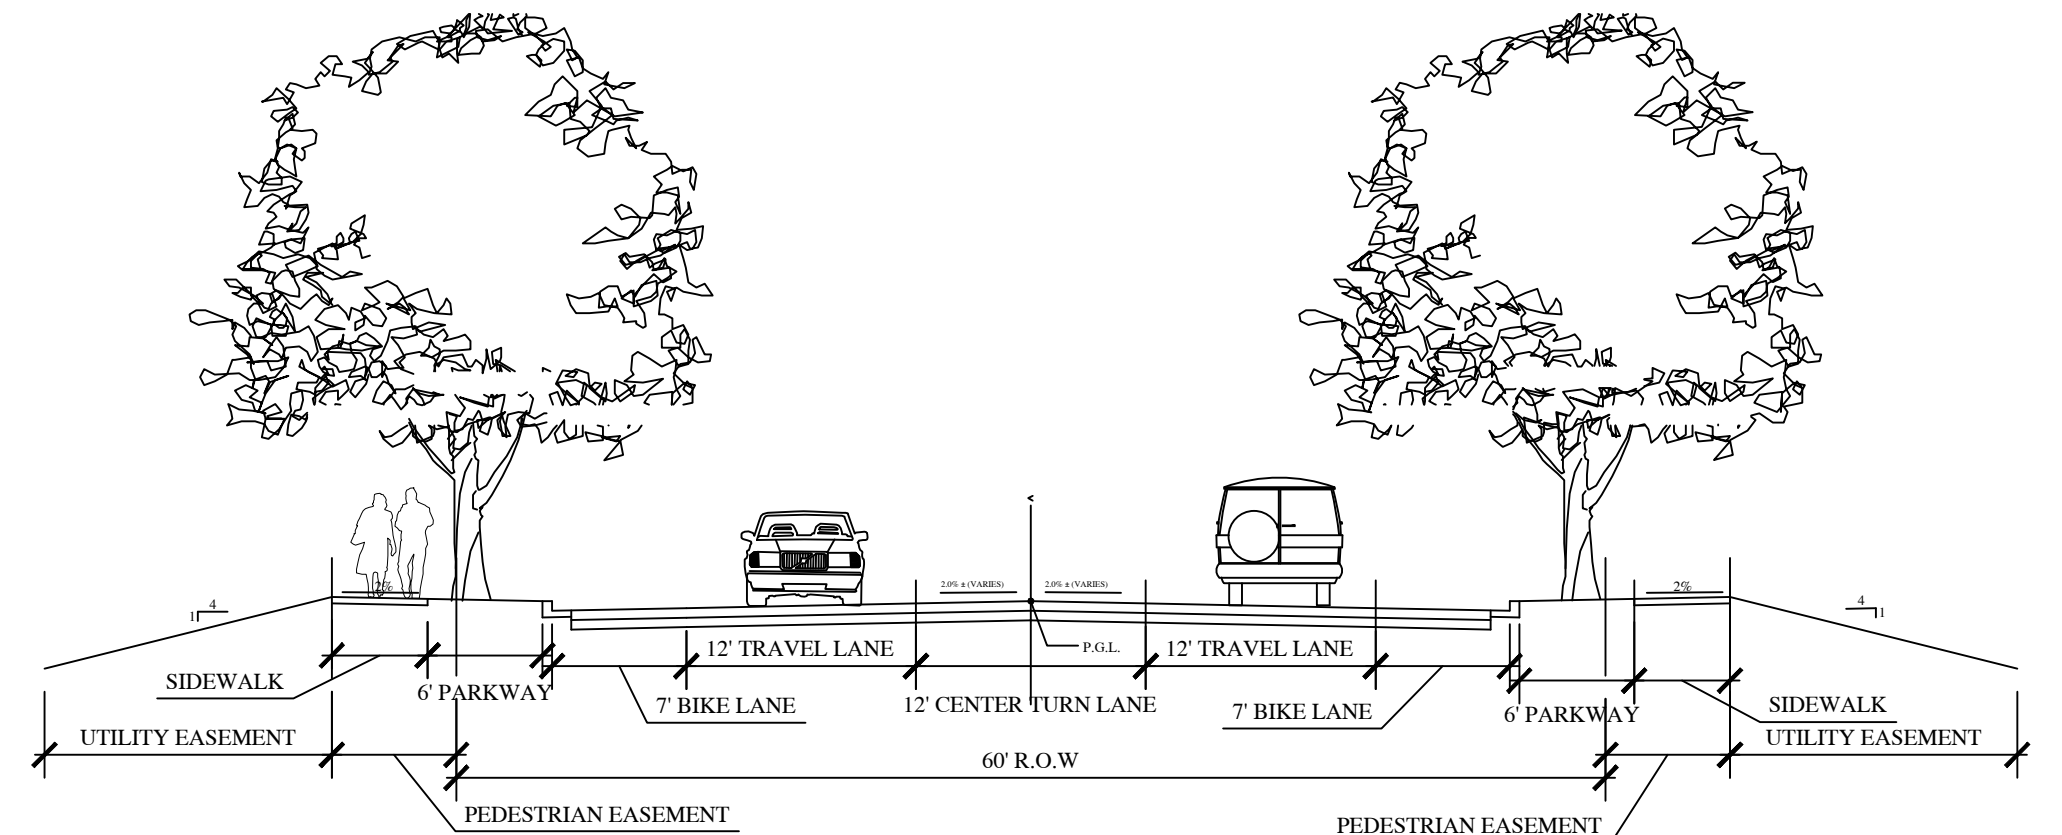 2.0% ± (VARIES)
2.0% ± (VARIES)
2%
2%
4
1
4
1
12' TRAVEL LANE
P.G.L.
12' TRAVEL LANE
SIDEWALK
6' PARKWAY
7' BIKE LANE
12' CENTER TURN LANE
7' BIKE LANE
6' PARKWAY
SIDEWALK
UTILITY EASEMENT
UTILITY EASEMENT
60' R.O.W
PEDESTRIAN EASEMENT
PEDESTRIAN EASEMENT